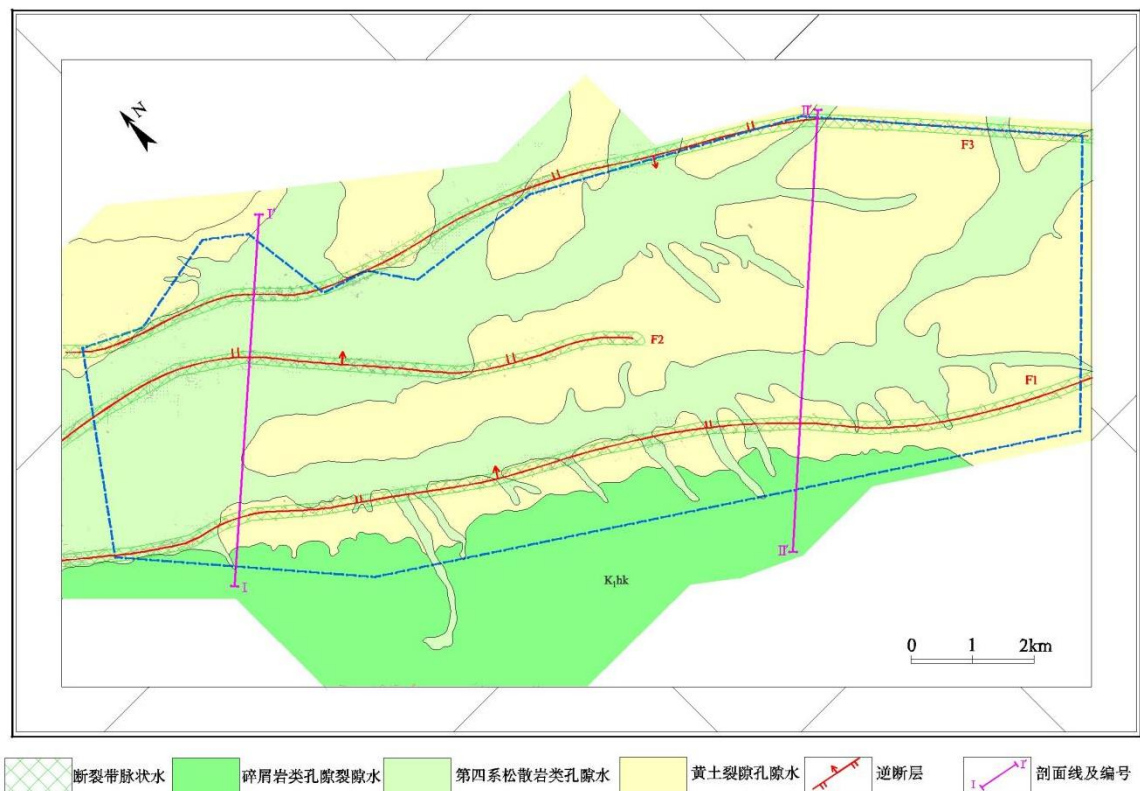 N
II
F3
I'
F2
F1
II'
I
K₁hk
0 1 2km
断裂带脉状水
碎屑岩类孔隙裂隙水
第四系松散岩类孔隙水
黄土裂隙孔隙水
逆断层
I I'
剖面线及编号